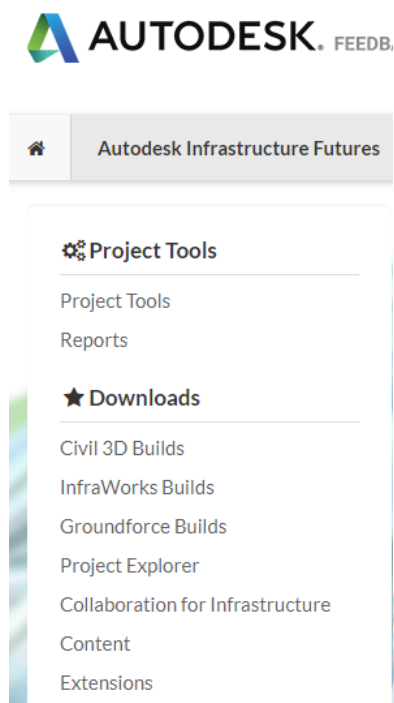 AUTODESK. FEEDBA
Autodesk Infrastructure Futures
Project Tools
Project Tools
Reports
Downloads
Civil 3D Builds
InfraWorks Builds
Groundforce Builds
Project Explorer
Collaboration for Infrastructure
Content
Extensions